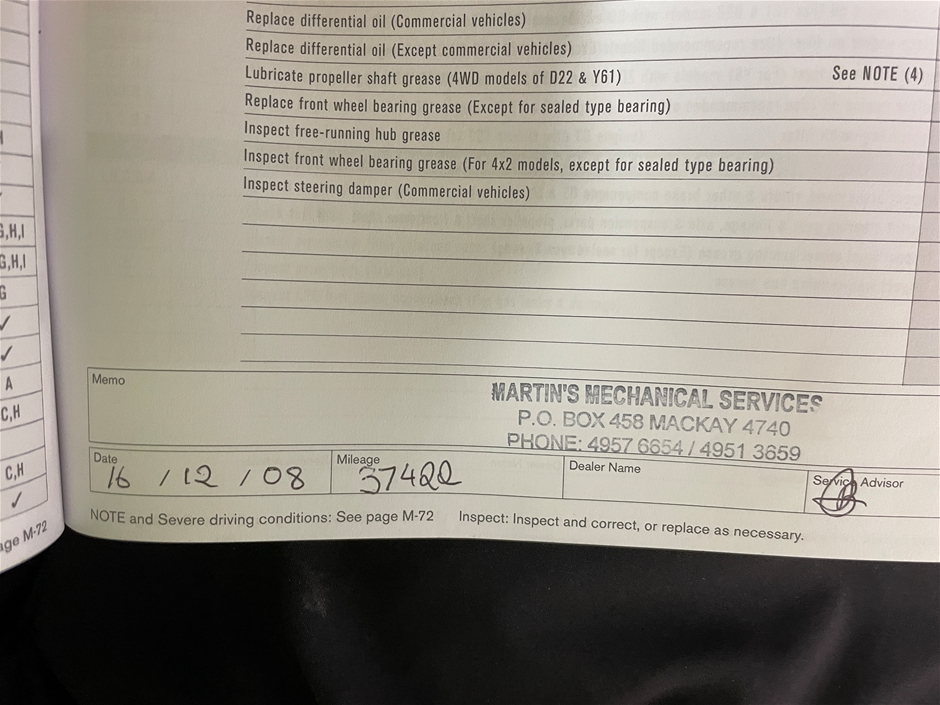 Replace differential oil (Commercial vehicles)
Replace differential oil (Except commercial vehicles)
Lubricate propeller shaft grease (4WD models of D22 & Y61) See NOTE (4)
Replace front wheel bearing grease (Except for sealed type bearing)
Inspect free-running hub grease
Inspect front wheel bearing grease (For 4x2 models, except for sealed type bearing)
Inspect steering damper (Commercial vehicles)
G,H,I
G,H,I
G
✓
✓
A
C,H
C,H
✓
age M-72
Memo
MARTIN'S MECHANICAL SERVICES
P.O. BOX 458 MACKAY 4740
PHONE: 4957 6654 / 4951 3659
Date Mileage Dealer Name Service Advisor
16 / 12 / 08 37422
NOTE and Severe driving conditions: See page M-72 Inspect: Inspect and correct, or replace as necessary.